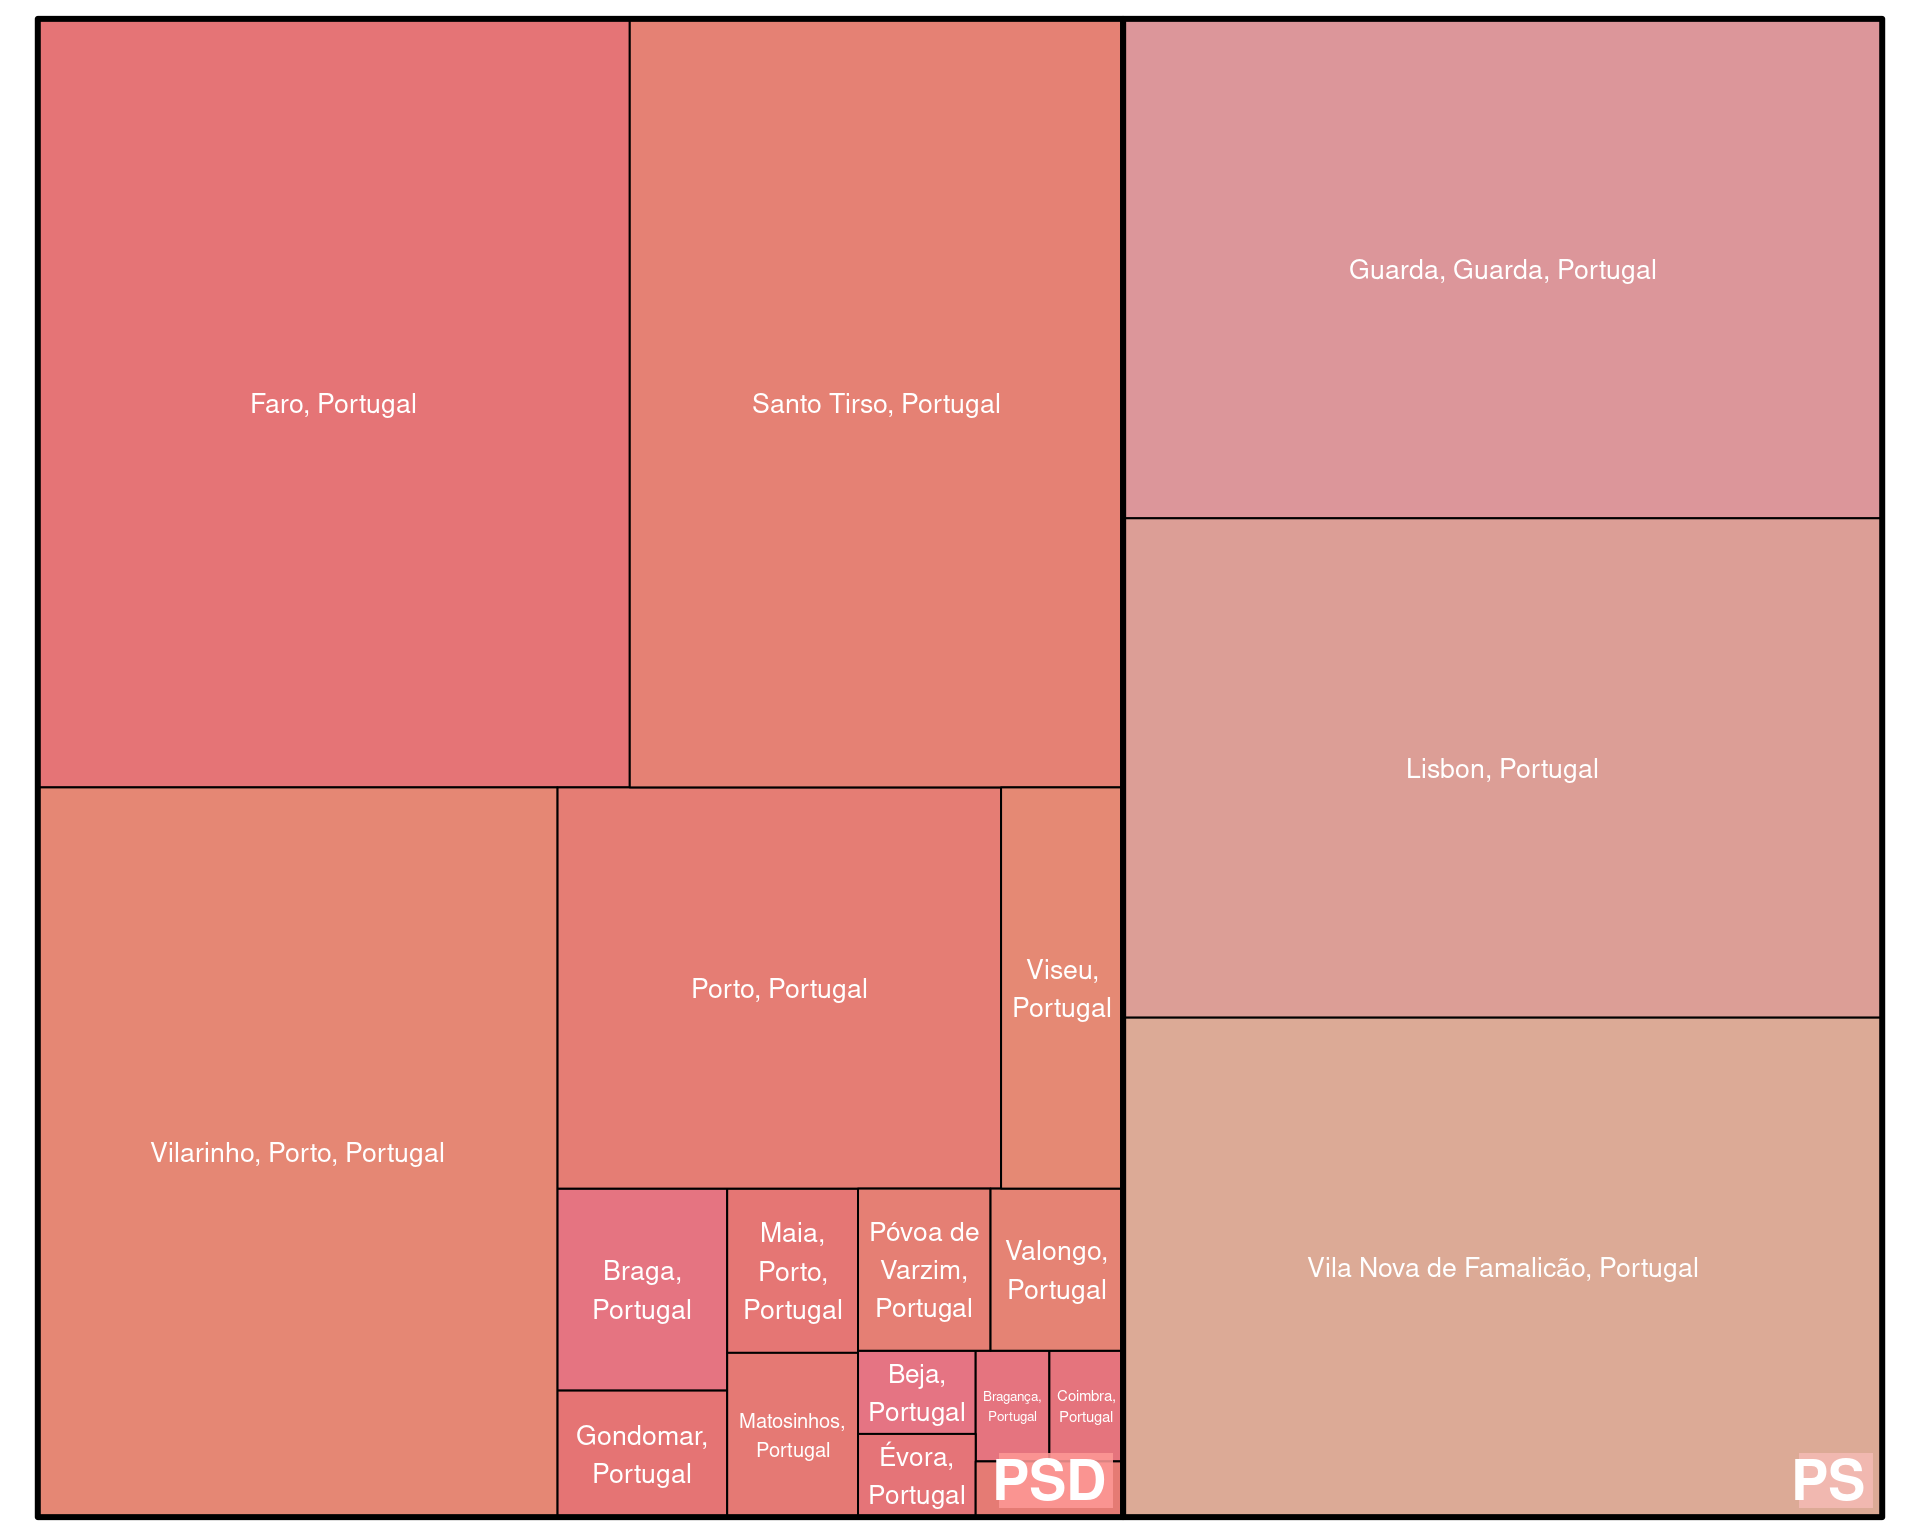 Faro, Portugal
Santo Tirso, Portugal
Guarda, Guarda, Portugal
Lisbon, Portugal
Vilarinho, Porto, Portugal
Porto, Portugal
Viseu,
Portugal
Vila Nova de Famalicão, Portugal
Braga,
Portugal
Maia,
Porto,
Portugal
Póvoa de
Varzim,
Portugal
Valongo,
Portugal
Gondomar,
Portugal
Matosinhos,
Portugal
Beja,
Portugal
Bragança,
Portugal
Coimbra,
Portugal
Évora,
Portugal
PSD
PS